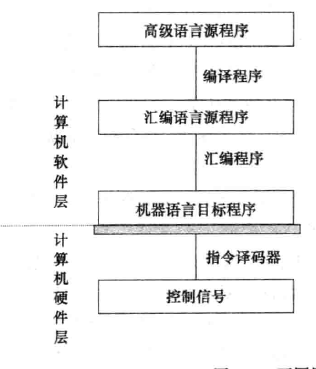 高级语言源程序
编译程序
汇编语言源程序
汇编程序
计算机软件层
机器语言目标程序
指令译码器
计算机硬件层
控制信号